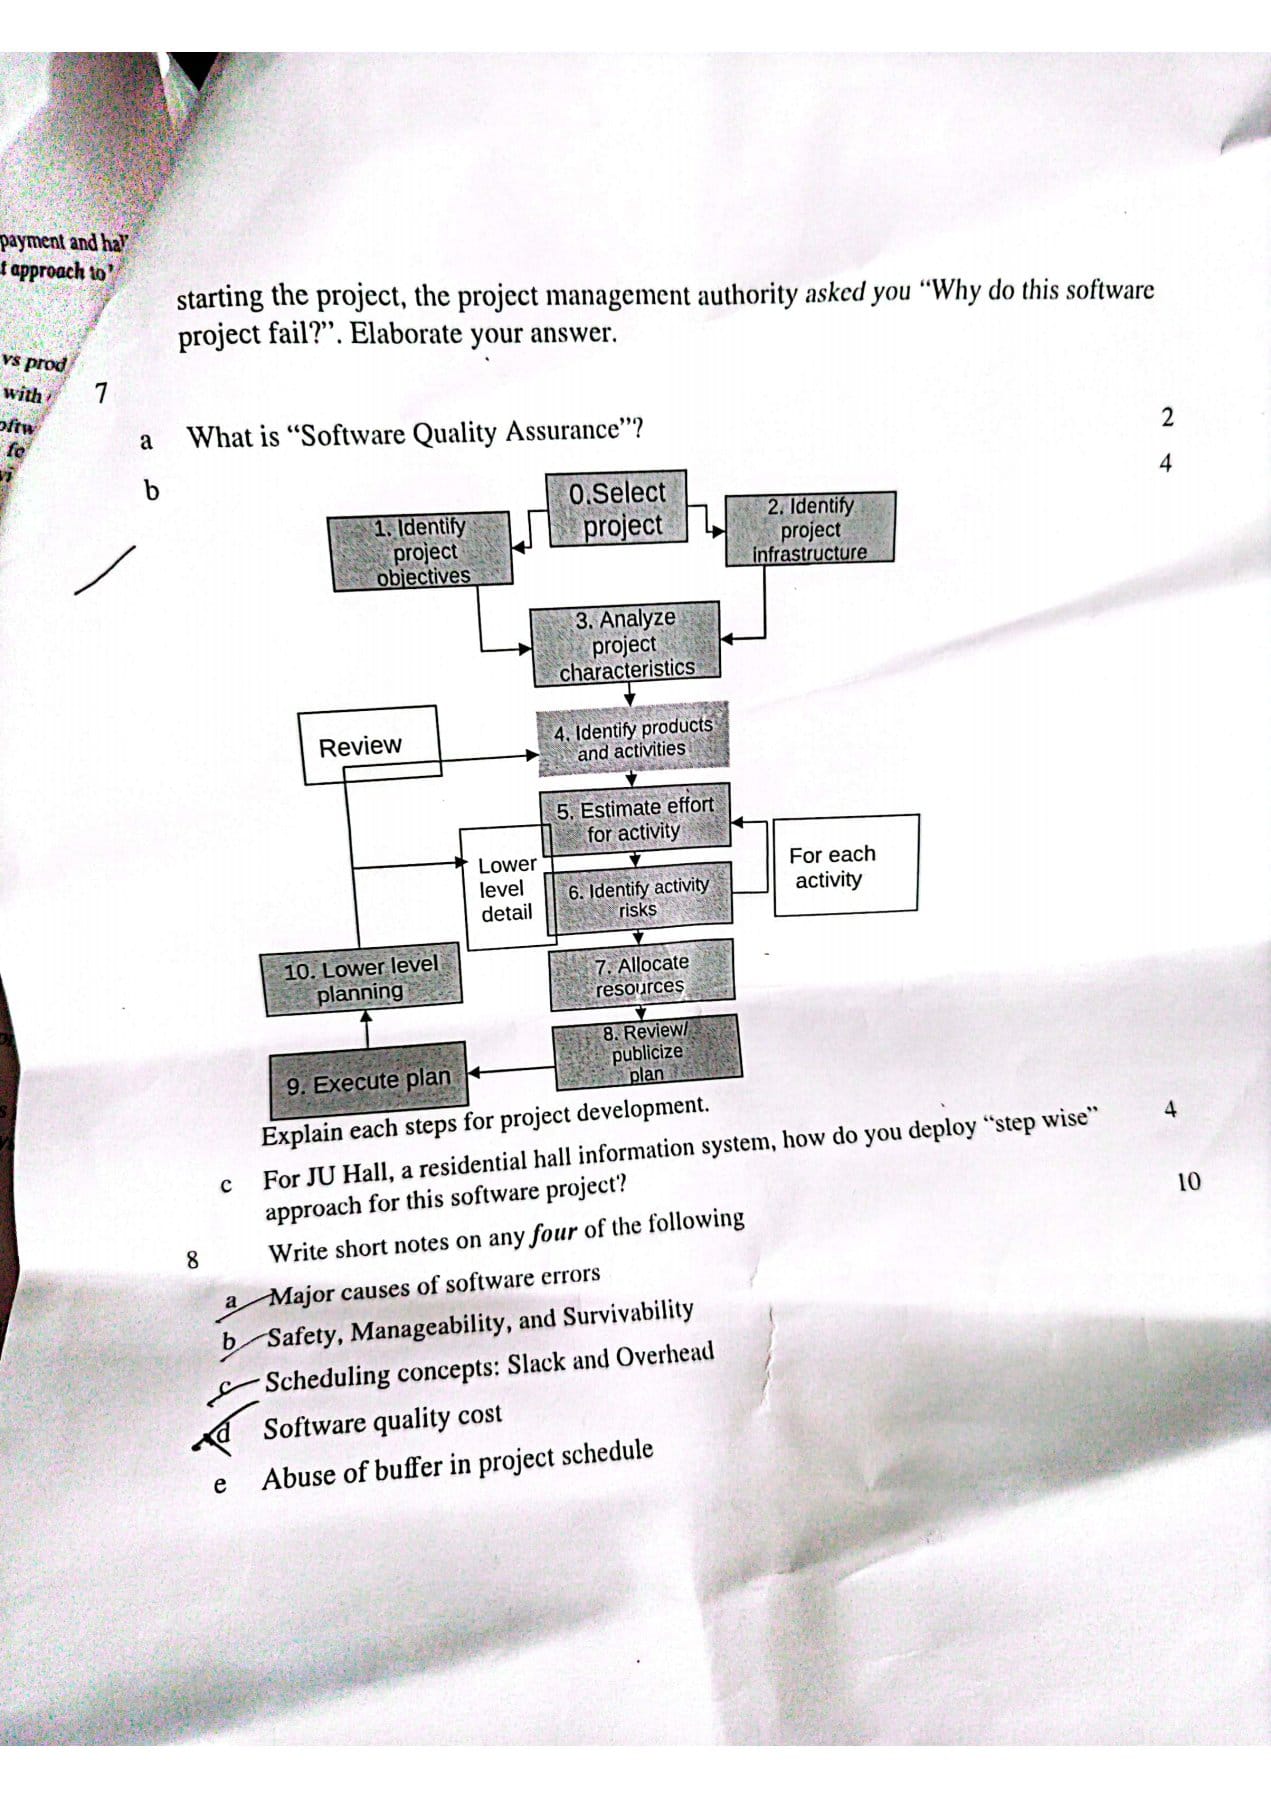 payment and hal
approach to
starting the project, the project management authority asked you “Why do this software
project fail?”. Elaborate your answer.
vs prod
with
7
a What is “Software Quality Assurance”? 2
b 4
0.Select
project
1. Identify
project
objectives
2. Identify
project
infrastructure
3. Analyze
project
characteristics
Review
4. Identify products
and activities
5. Estimate effort
for activity
Lower
level
detail
For each
activity
6. Identify activity
risks
10. Lower level
planning
7. Allocate
resources
8. Review/
publicize
plan
9. Execute plan
Explain each steps for project development.
c For JU Hall, a residential hall information system, how do you deploy “step wise” 4
approach for this software project?
8 Write short notes on any four of the following 10
a Major causes of software errors
b Safety, Manageability, and Survivability
c Scheduling concepts: Slack and Overhead
d Software quality cost
e Abuse of buffer in project schedule